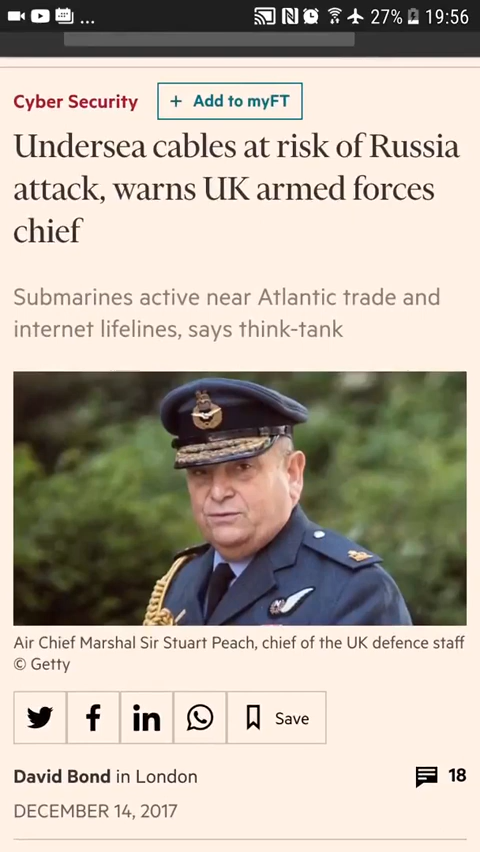 ... 27% 19:56
Cyber Security + Add to myFT
Undersea cables at risk of Russia
attack, warns UK armed forces
chief
Submarines active near Atlantic trade and
internet lifelines, says think-tank
Air Chief Marshal Sir Stuart Peach, chief of the UK defence staff
© Getty
Save
David Bond in London 18
DECEMBER 14, 2017